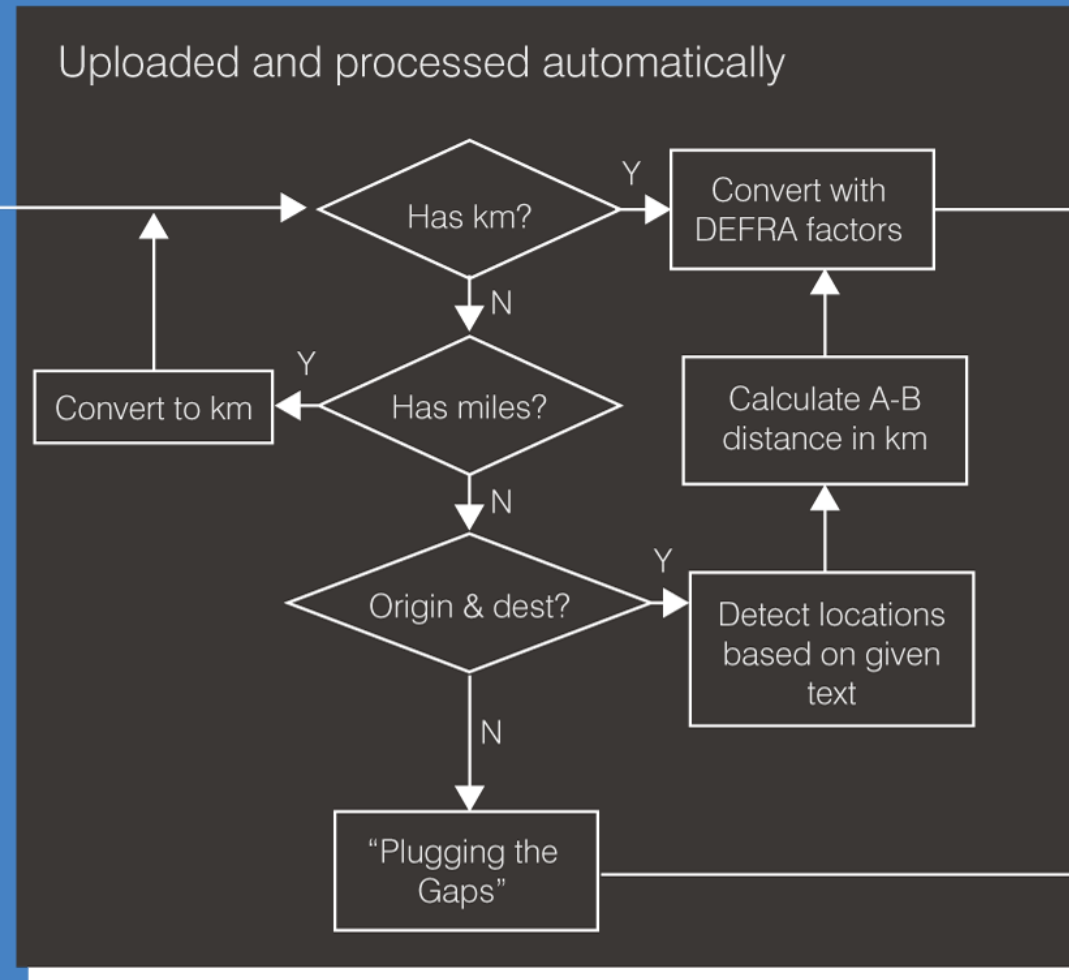 Uploaded and processed automatically
Has km?
Y
Convert with
DEFRA factors
N
Y
Convert to km
Has miles?
Calculate A-B
distance in km
N
Origin & dest?
Y
Detect locations
based on given
text
N
“Plugging the
Gaps”